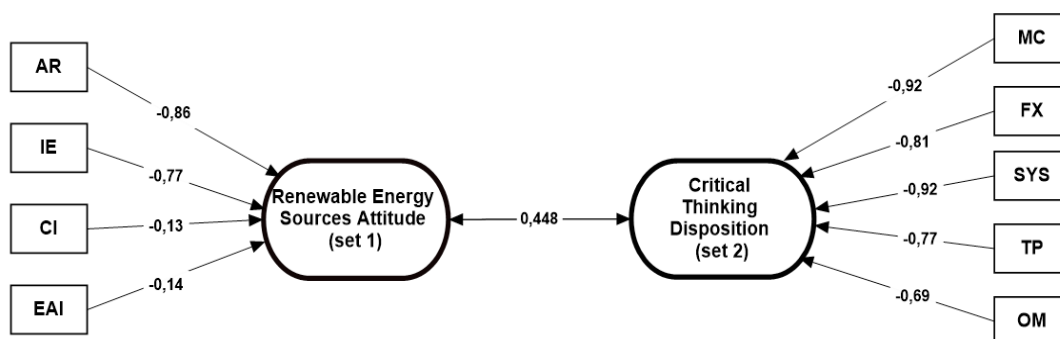 AR
IE
CI
EAI
-0,86
-0,77
-0,13
-0,14
Renewable Energy
Sources Attitude
(set 1)
0,448
Critical
Thinking
Disposition
(set 2)
-0,92
-0,81
-0,92
-0,77
-0,69
MC
FX
SYS
TP
OM